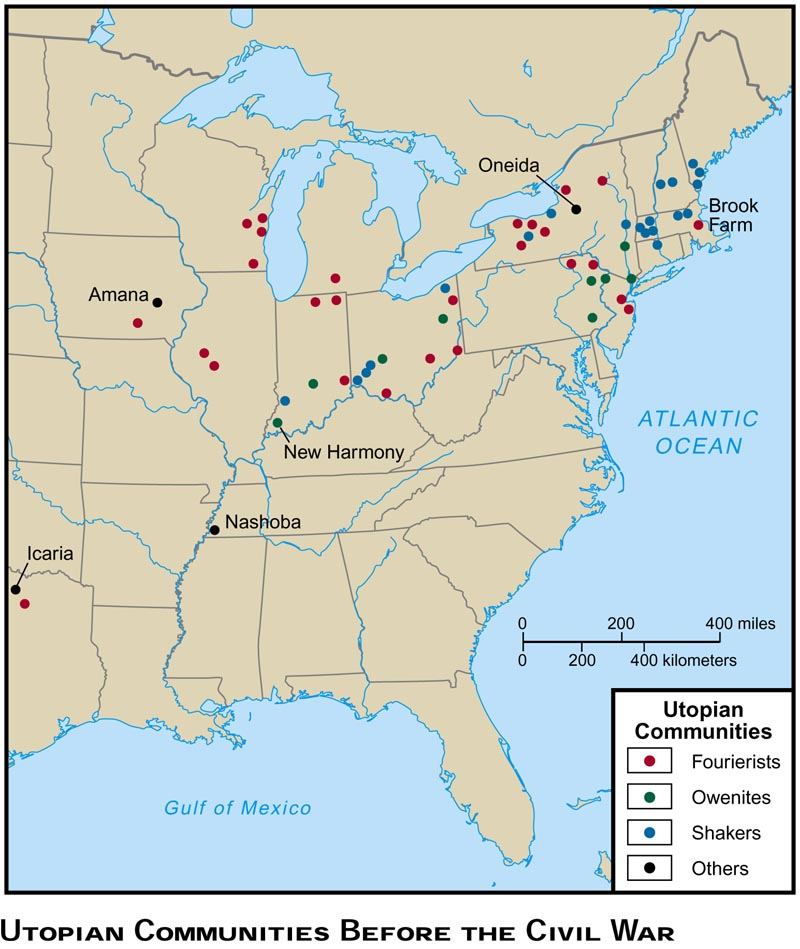 Oneida
Brook
Farm
Amana
ATLANTIC
OCEAN
New Harmony
Nashoba
Icaria
0 200 400 miles
0 200 400 kilometers
Utopian
Communities
Fourierists
Owenites
Shakers
Others
Gulf of Mexico
UTOPIAN COMMUNITIES BEFORE THE CIVIL WAR